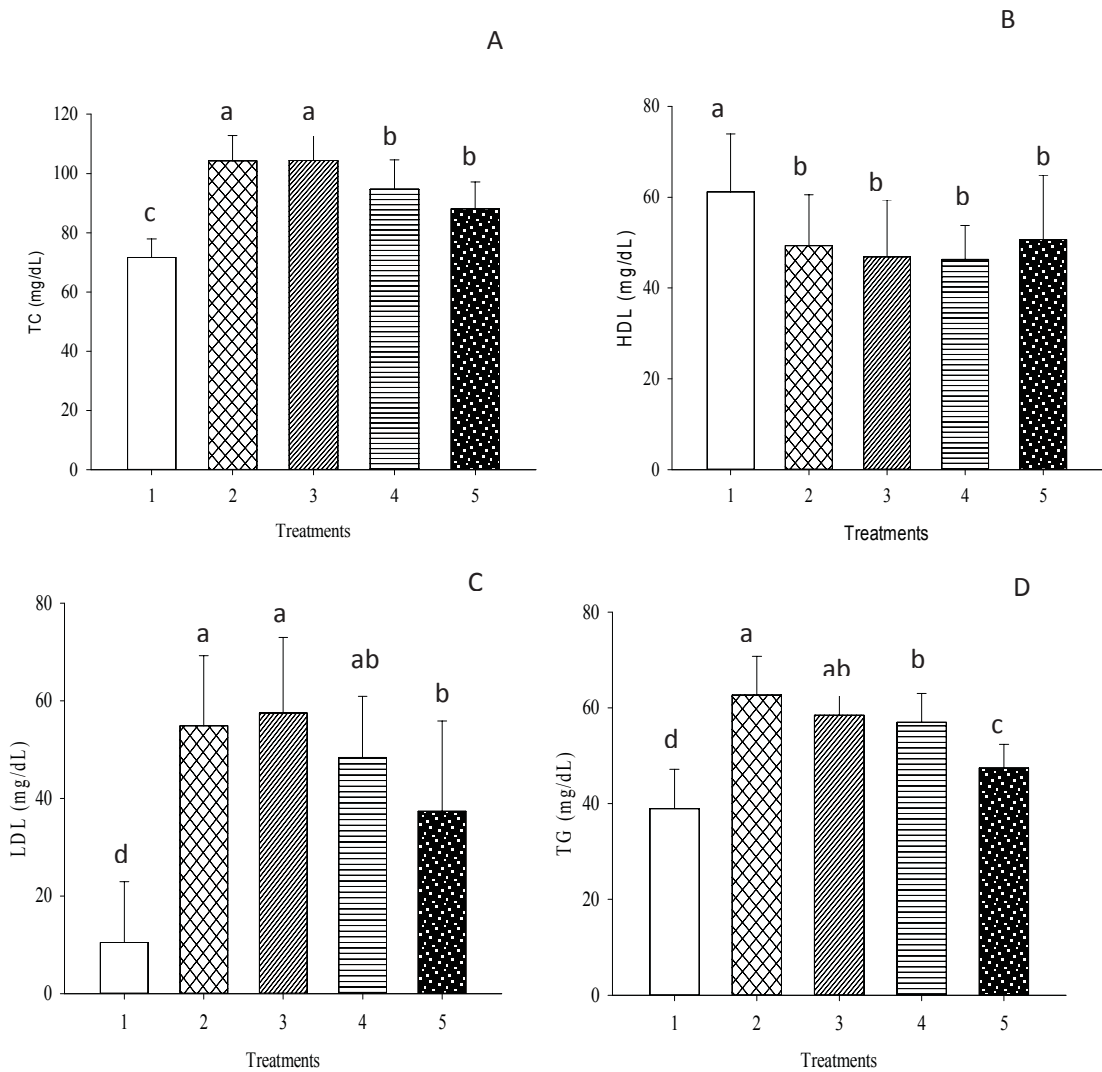 A
TC (mg/dL)
120
100
80
60
40
20
0
c
a
a
b
b
1 2 3 4 5
Treatments
B
HDL (mg/dL)
80
60
40
20
0
a
b
b
b
b
1 2 3 4 5
Treatments
C
LDL (mg/dL)
80
60
40
20
0
d
a
a
ab
b
1 2 3 4 5
Treatments
D
TG (mg/dL)
80
60
40
20
0
d
a
ab
b
c
1 2 3 4 5
Treatments